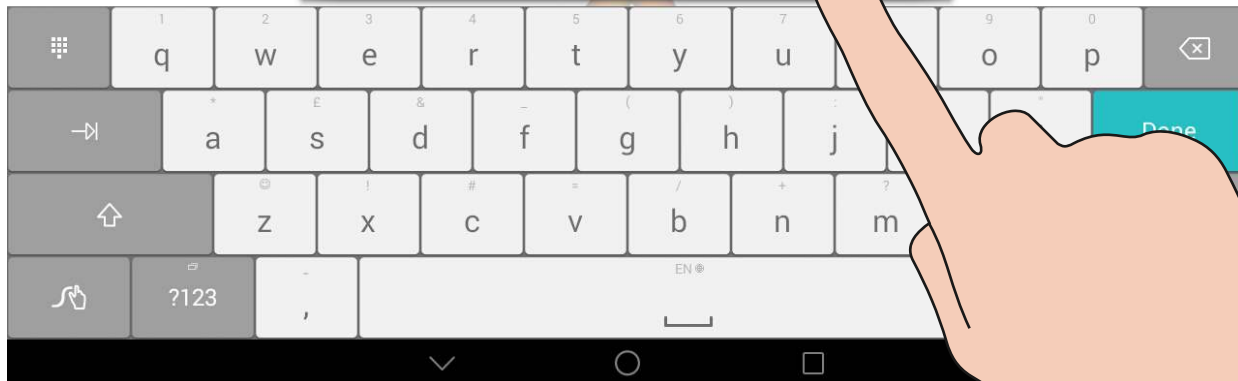 1 2 3 4 5 6 7 9 0
q w e r t y u o p
* £ & _ ( ) :
a s d f g h j Done
! # = / + ?
z x c v b n m
- EN
?123 ,